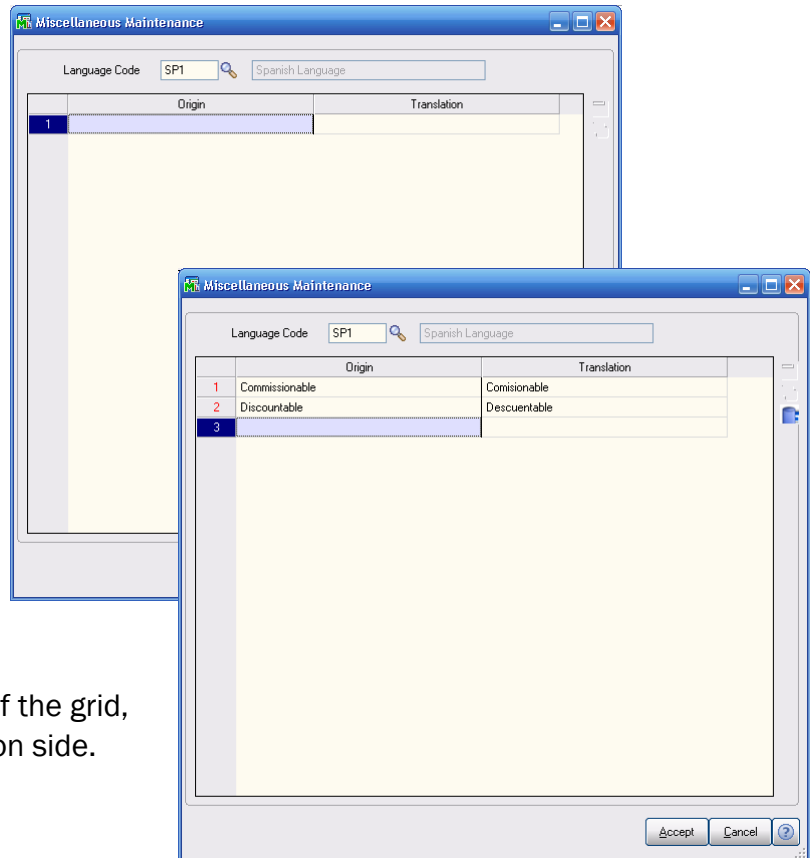 Miscellaneous Maintenance
Language Code SP1 Spanish Language
Origin Translation
1
Miscellaneous Maintenance
Language Code SP1 Spanish Language
Origin Translation
1 Commissionable Comisionable
2 Discountable Descuentable
3
f the grid,
on side.
Accept Cancel ?